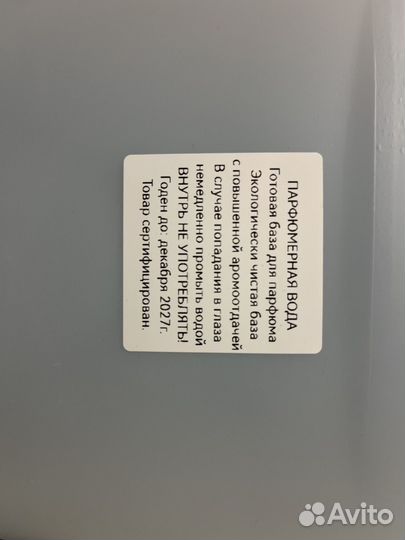 ПАРФЮМЕРНАЯ ВОДА
Готовая база для парфюма
Экологически чистая база
с повышенной аромоотдачей
В случае попадания в глаза
немедленно промыть водой
ВНУТРЬ НЕ УПОТРЕБЛЯТЬ!
Годен до: декабря 2027г.
Товар сертифицирован.
Avito